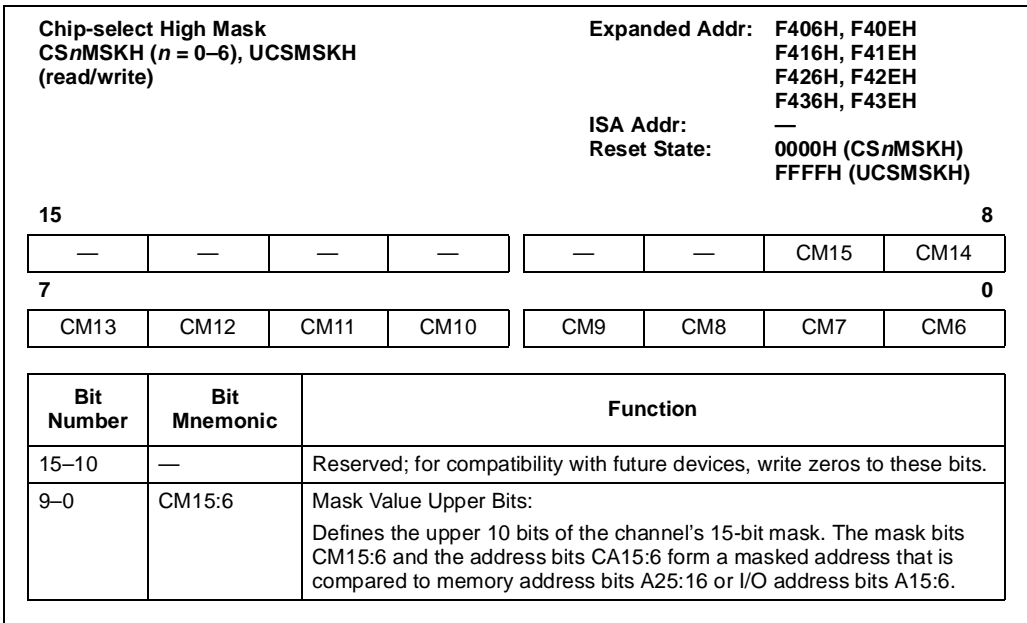 Chip-select High Mask
CSnMSKH (n = 0–6), UCSMSKH
(read/write)
Expanded Addr: F406H, F40EH
F416H, F41EH
F426H, F42EH
F436H, F43EH
ISA Addr: —
Reset State: 0000H (CSnMSKH)
FFFFH (UCSMSKH)
15 8
— — — — — — CM15 CM14
7 0
CM13 CM12 CM11 CM10 CM9 CM8 CM7 CM6
Bit Number Bit Mnemonic Function
15–10 — Reserved; for compatibility with future devices, write zeros to these bits.
9–0 CM15:6 Mask Value Upper Bits:
Defines the upper 10 bits of the channel's 15-bit mask. The mask bits
CM15:6 and the address bits CA15:6 form a masked address that is
compared to memory address bits A25:16 or I/O address bits A15:6.